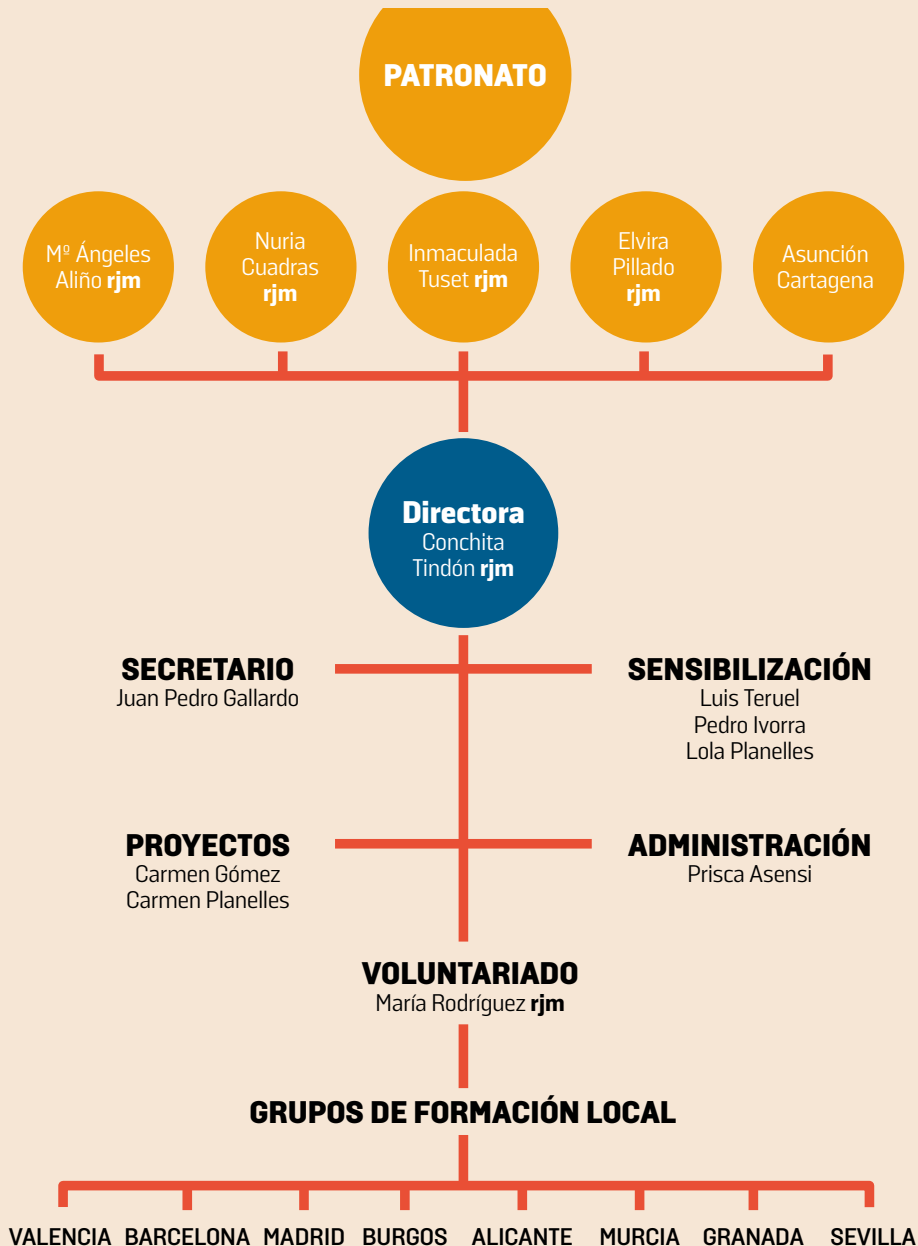 PATRONATO
Mº Ángeles
Aliño rjm
Nuria
Cuadras
rjm
Inmaculada
Tuset rjm
Elvira
Pillado
rjm
Asunción
Cartagena
Directora
Conchita
Tindón rjm
SECRETARIO
Juan Pedro Gallardo
SENSIBILIZACIÓN
Luis Teruel
Pedro Ivorra
Lola Planelles
PROYECTOS
Carmen Gómez
Carmen Planelles
ADMINISTRACIÓN
Prisca Asensi
VOLUNTARIADO
María Rodríguez rjm
GRUPOS DE FORMACIÓN LOCAL
VALENCIA BARCELONA MADRID BURGOS ALICANTE MURCIA GRANADA SEVILLA